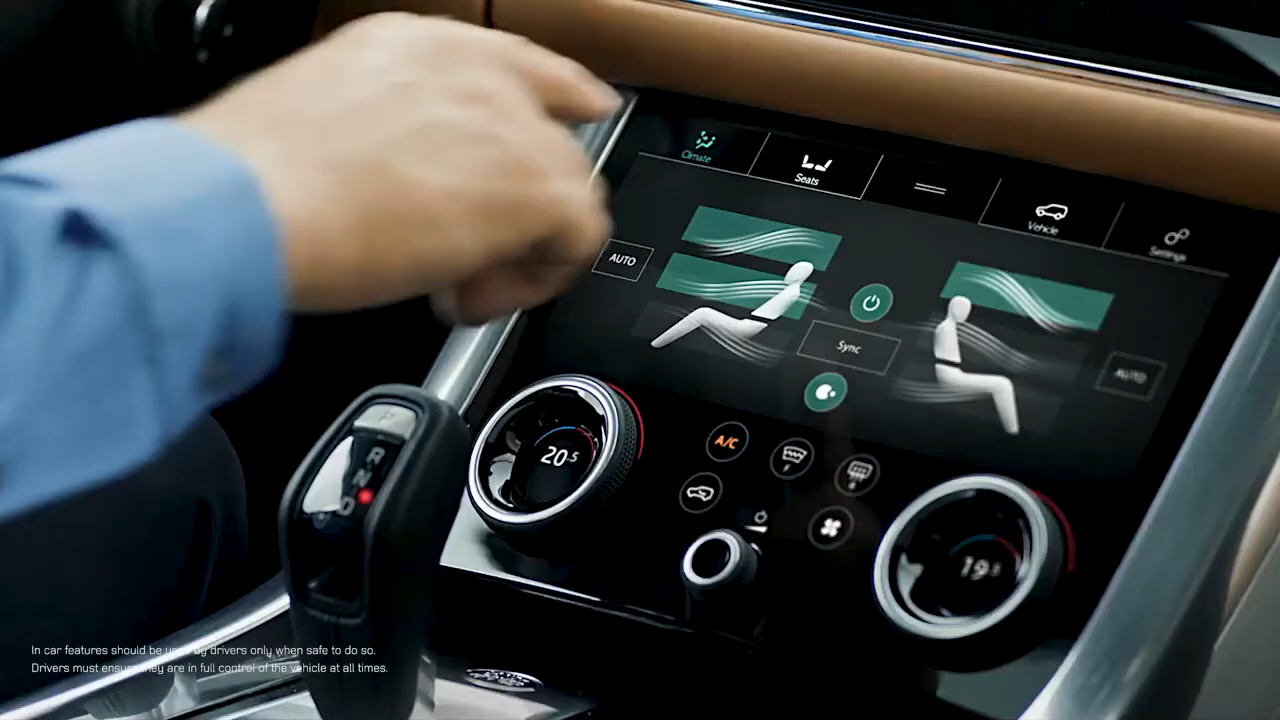 Climate
Seats
Vehicle
Settings
AUTO
Sync
AUTO
A/C
F
R
20.5
19.5
P
R
N
D
In car features should be used by drivers only when safe to do so.
Drivers must ensure they are in full control of the vehicle at all times.